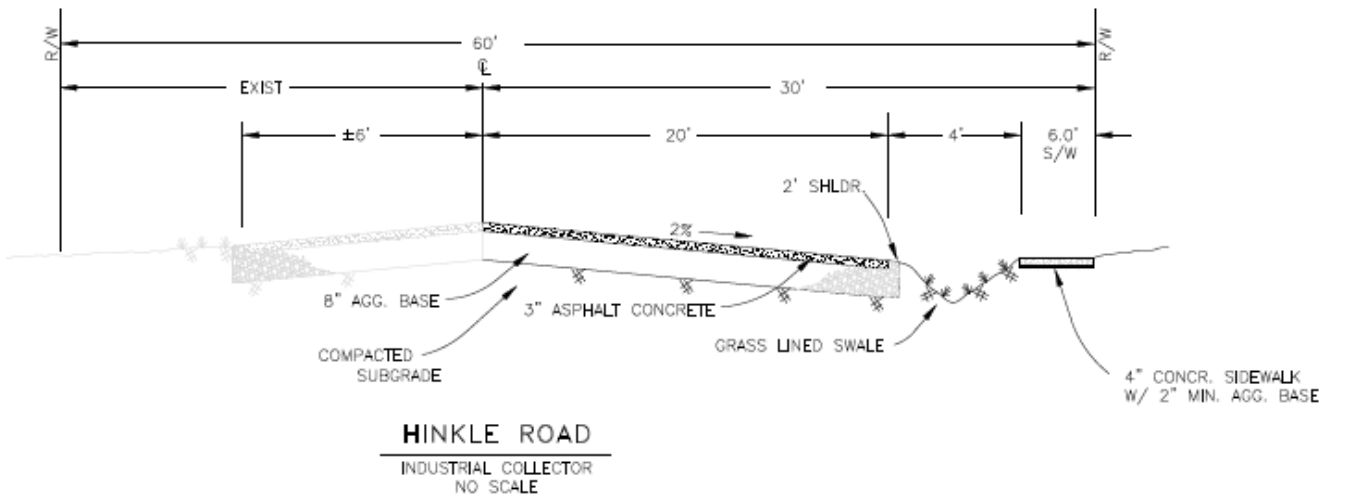 R/W
R/W
60'
℄
EXIST
30'
±6'
20'
4'
6.0'
S/W
2' SHLDR.
2%
8" AGG. BASE
3" ASPHALT CONCRETE
GRASS LINED SWALE
COMPACTED
SUBGRADE
4" CONCR. SIDEWALK
W/ 2" MIN. AGG. BASE
HINKLE ROAD
INDUSTRIAL COLLECTOR
NO SCALE